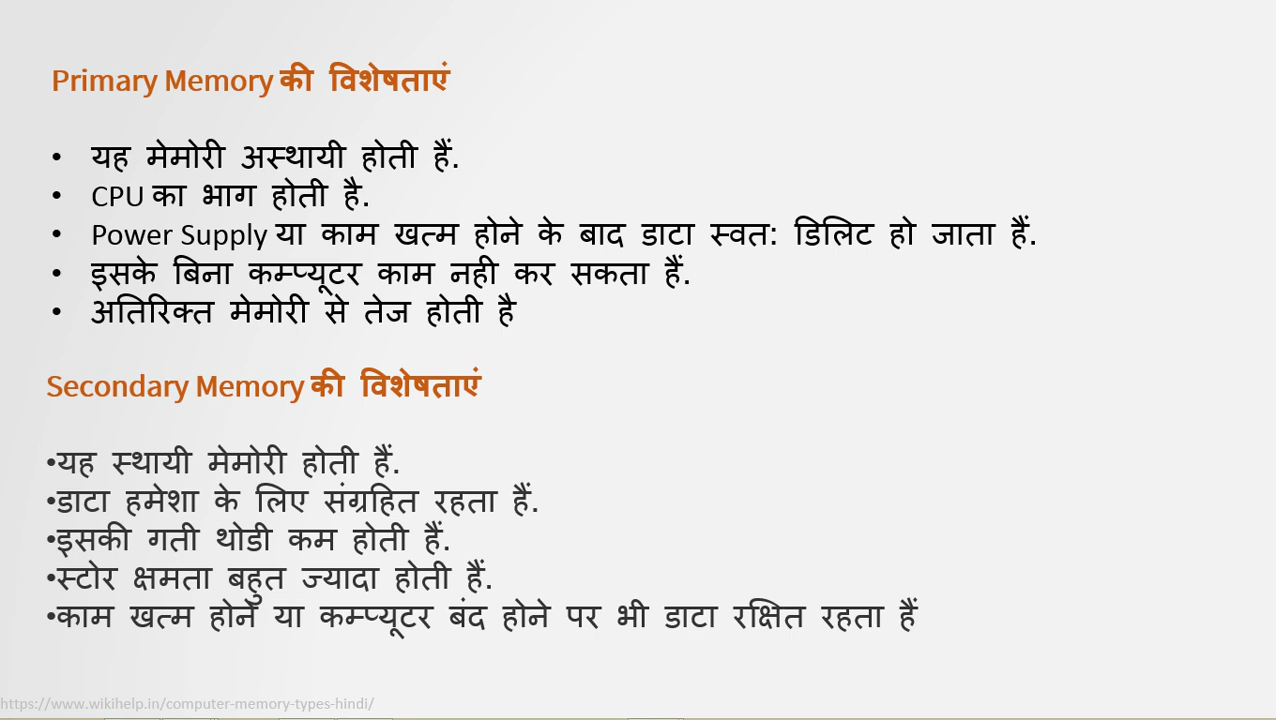 Primary Memory की विशेषताएं
• यह मेमोरी अस्थायी होती हैं.
• CPU का भाग होती है.
• Power Supply या काम खत्म होने के बाद डाटा स्वत: डिलिट हो जाता हैं.
• इसके बिना कम्प्यूटर काम नही कर सकता हैं.
• अतिरिक्त मेमोरी से तेज होती है
Secondary Memory की विशेषताएं
•यह स्थायी मेमोरी होती हैं.
•डाटा हमेशा के लिए संग्रहित रहता हैं.
•इसकी गती थोडी कम होती हैं.
•स्टोर क्षमता बहुत ज्यादा होती हैं.
•काम खत्म होने या कम्प्यूटर बंद होने पर भी डाटा रक्षित रहता हैं
https://www.wikihelp.in/computer-memory-types-hindi/